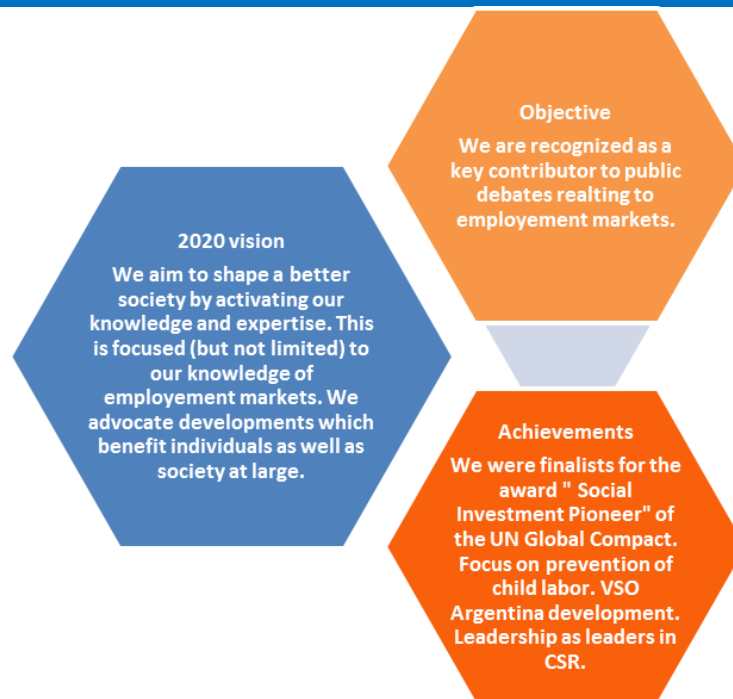 2020 vision
We aim to shape a better
society by activating our
knowledge and expertise. This
is focused (but not limited) to
our knowledge of
employement markets. We
advocate developments which
benefit individuals as well as
society at large.
Objective
We are recognized as a
key contributor to public
debates realting to
employement markets.
Achievements
We were finalists for the
award " Social
Investment Pioneer" of
the UN Global Compact.
Focus on prevention of
child labor. VSO
Argentina development.
Leadership as leaders in
CSR.